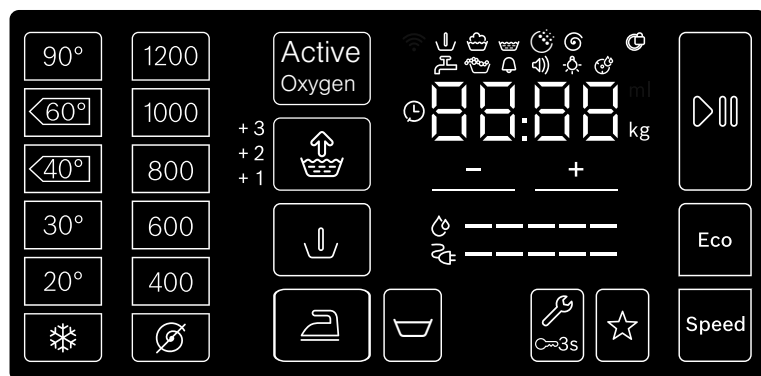 90° 1200
60° 1000
40° 800
30° 600
20° 400
Active
Oxygen
+ 3
+ 2
+ 1
88:88
ml
kg
− +
3s
Eco
Speed